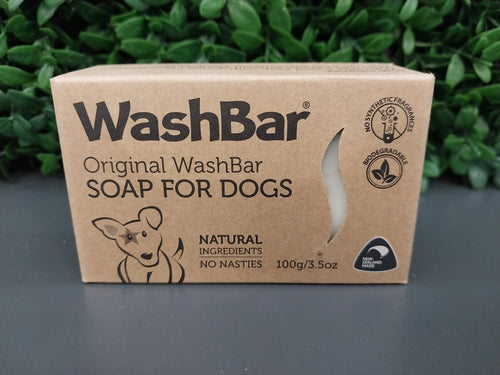 WashBar®
Original WashBar
SOAP FOR DOGS
NATURAL
INGREDIENTS
NO NASTIES
100g/3.5oz
NO SYNTHETIC FRAGRANCES
BIODEGRADABLE
NEW
ZEALAND
MADE